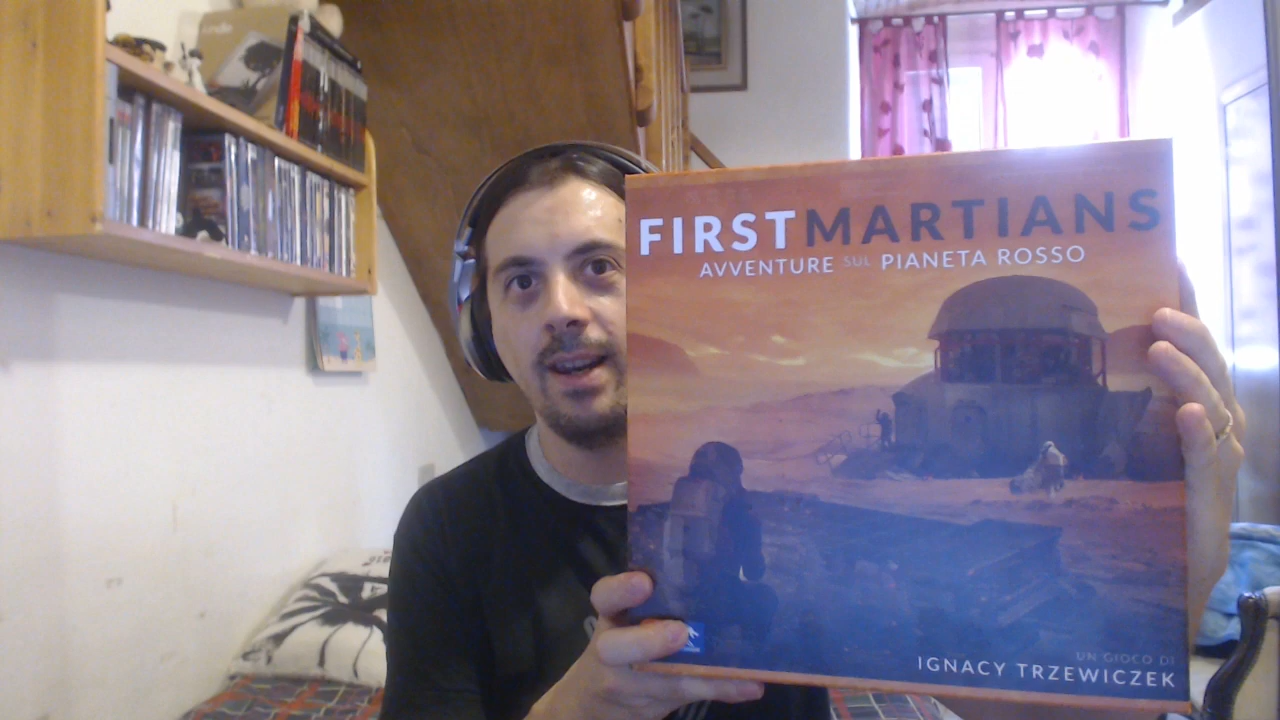 FIRSTMARTIANS
AVVENTURE SUL PIANETA ROSSO
UN GIOCO DI
IGNACY TRZEWICZEK